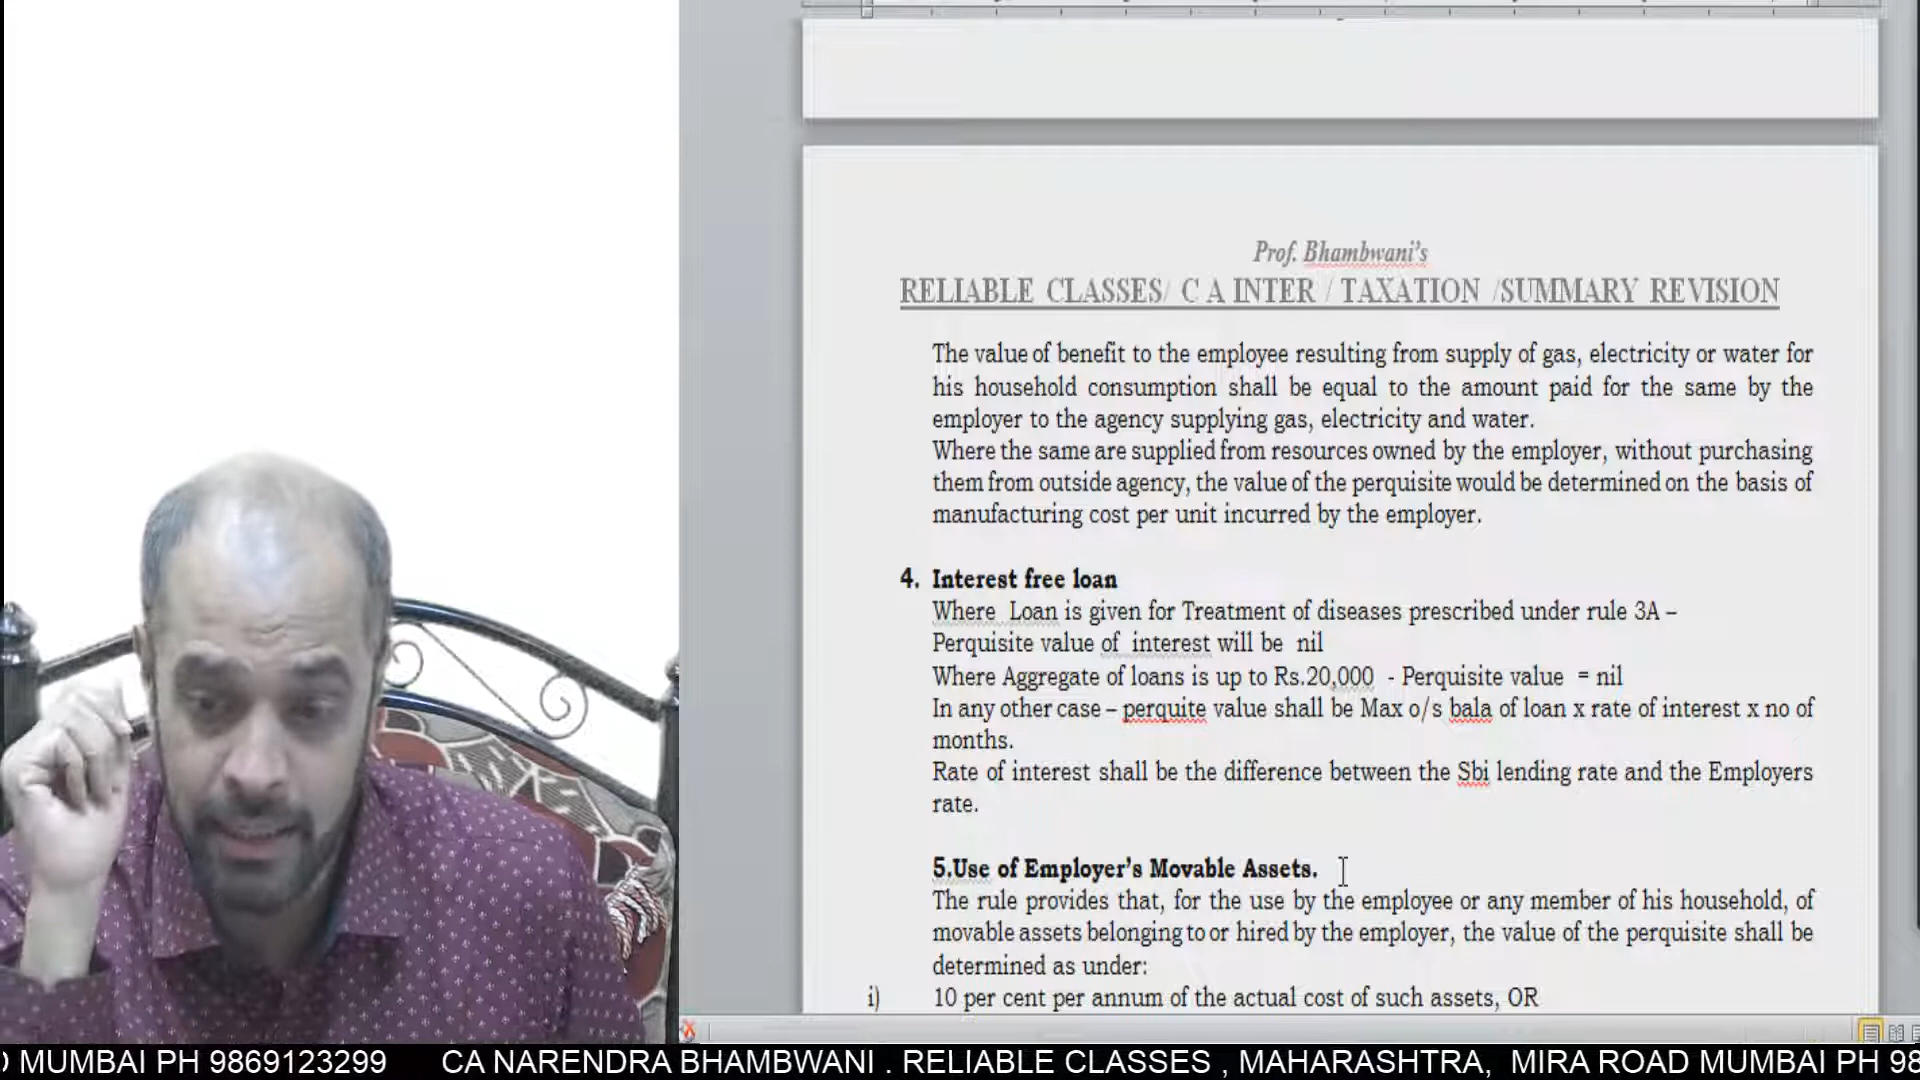 Prof. Bhambwani's
RELIABLE CLASSES/ C A INTER / TAXATION /SUMMARY REVISION
The value of benefit to the employee resulting from supply of gas, electricity or water for
his household consumption shall be equal to the amount paid for the same by the
employer to the agency supplying gas, electricity and water.
Where the same are supplied from resources owned by the employer, without purchasing
them from outside agency, the value of the perquisite would be determined on the basis of
manufacturing cost per unit incurred by the employer.
4. Interest free loan
Where Loan is given for Treatment of diseases prescribed under rule 3A –
Perquisite value of interest will be nil
Where Aggregate of loans is up to Rs.20,000 - Perquisite value = nil
In any other case – perquite value shall be Max o/s bala of loan x rate of interest x no of
months.
Rate of interest shall be the difference between the Sbi lending rate and the Employers
rate.
5.Use of Employer's Movable Assets.
The rule provides that, for the use by the employee or any member of his household, of
movable assets belonging to or hired by the employer, the value of the perquisite shall be
determined as under:
i) 10 per cent per annum of the actual cost of such assets, OR
MUMBAI PH 9869123299 CA NARENDRA BHAMBWANI . RELIABLE CLASSES , MAHARASHTRA, MIRA ROAD MUMBAI PH 98